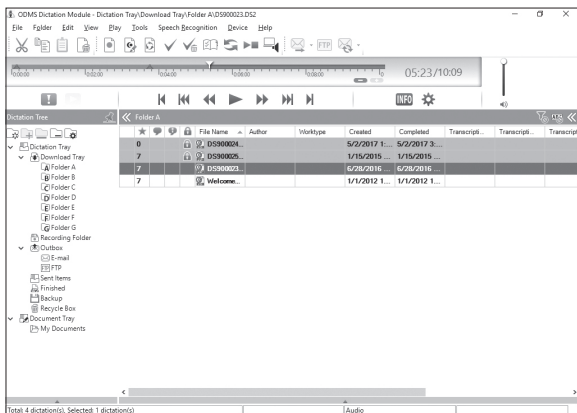 ODMS Dictation Module - Dictation Tray\Download Tray\Folder A\DS900023.DS2
File Folder Edit View Play Tools Speech Recognition Device Help
FTP
0:00:00 0:02:00 0:04:00 0:06:00 0:08:00 05:23/10:09
INFO
Dictation Tree Folder A
File Name Author Worktype Created Completed Transcripti... Transcripti... Transcript
0 DS900024... 5/2/2017 1:... 5/2/2017 3:...
7 DS900025... 1/15/2015 ... 1/15/2015 ...
7 DS900023... 6/28/2016 ... 6/28/2016 ...
7 Welcome... 1/1/2012 1... 1/1/2012 1...
Dictation Tray
Download Tray
Folder A
Folder B
Folder C
Folder D
Folder E
Folder F
Folder G
Recording Folder
Outbox
E-mail
FTP
Sent Items
Finished
Backup
Recycle Box
Document Tray
My Documents
Total: 4 dictation(s), Selected: 1 dictation(s) Audio